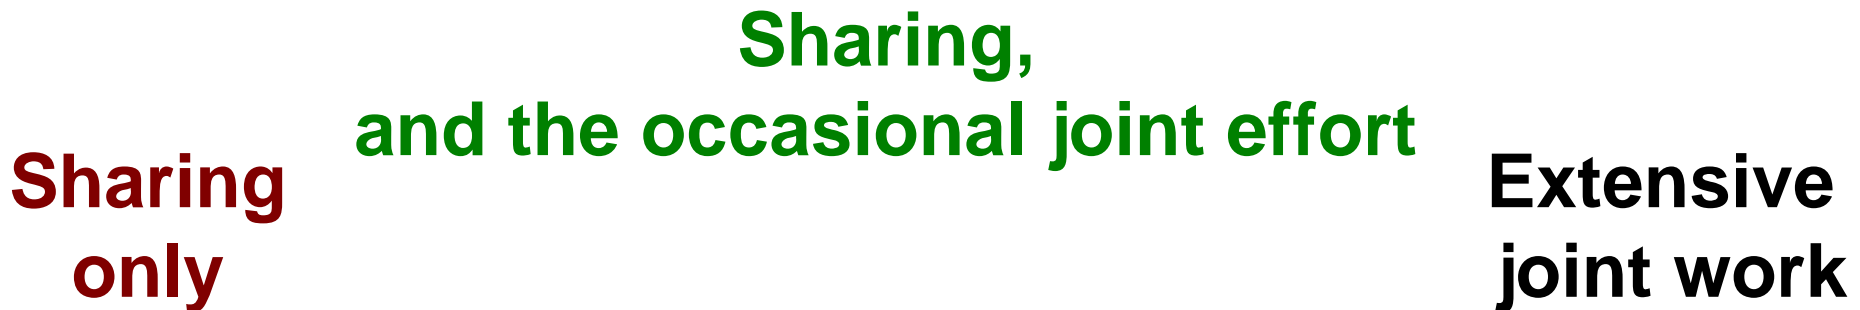 Sharing
only
Sharing,
and the occasional joint effort
Extensive
joint work